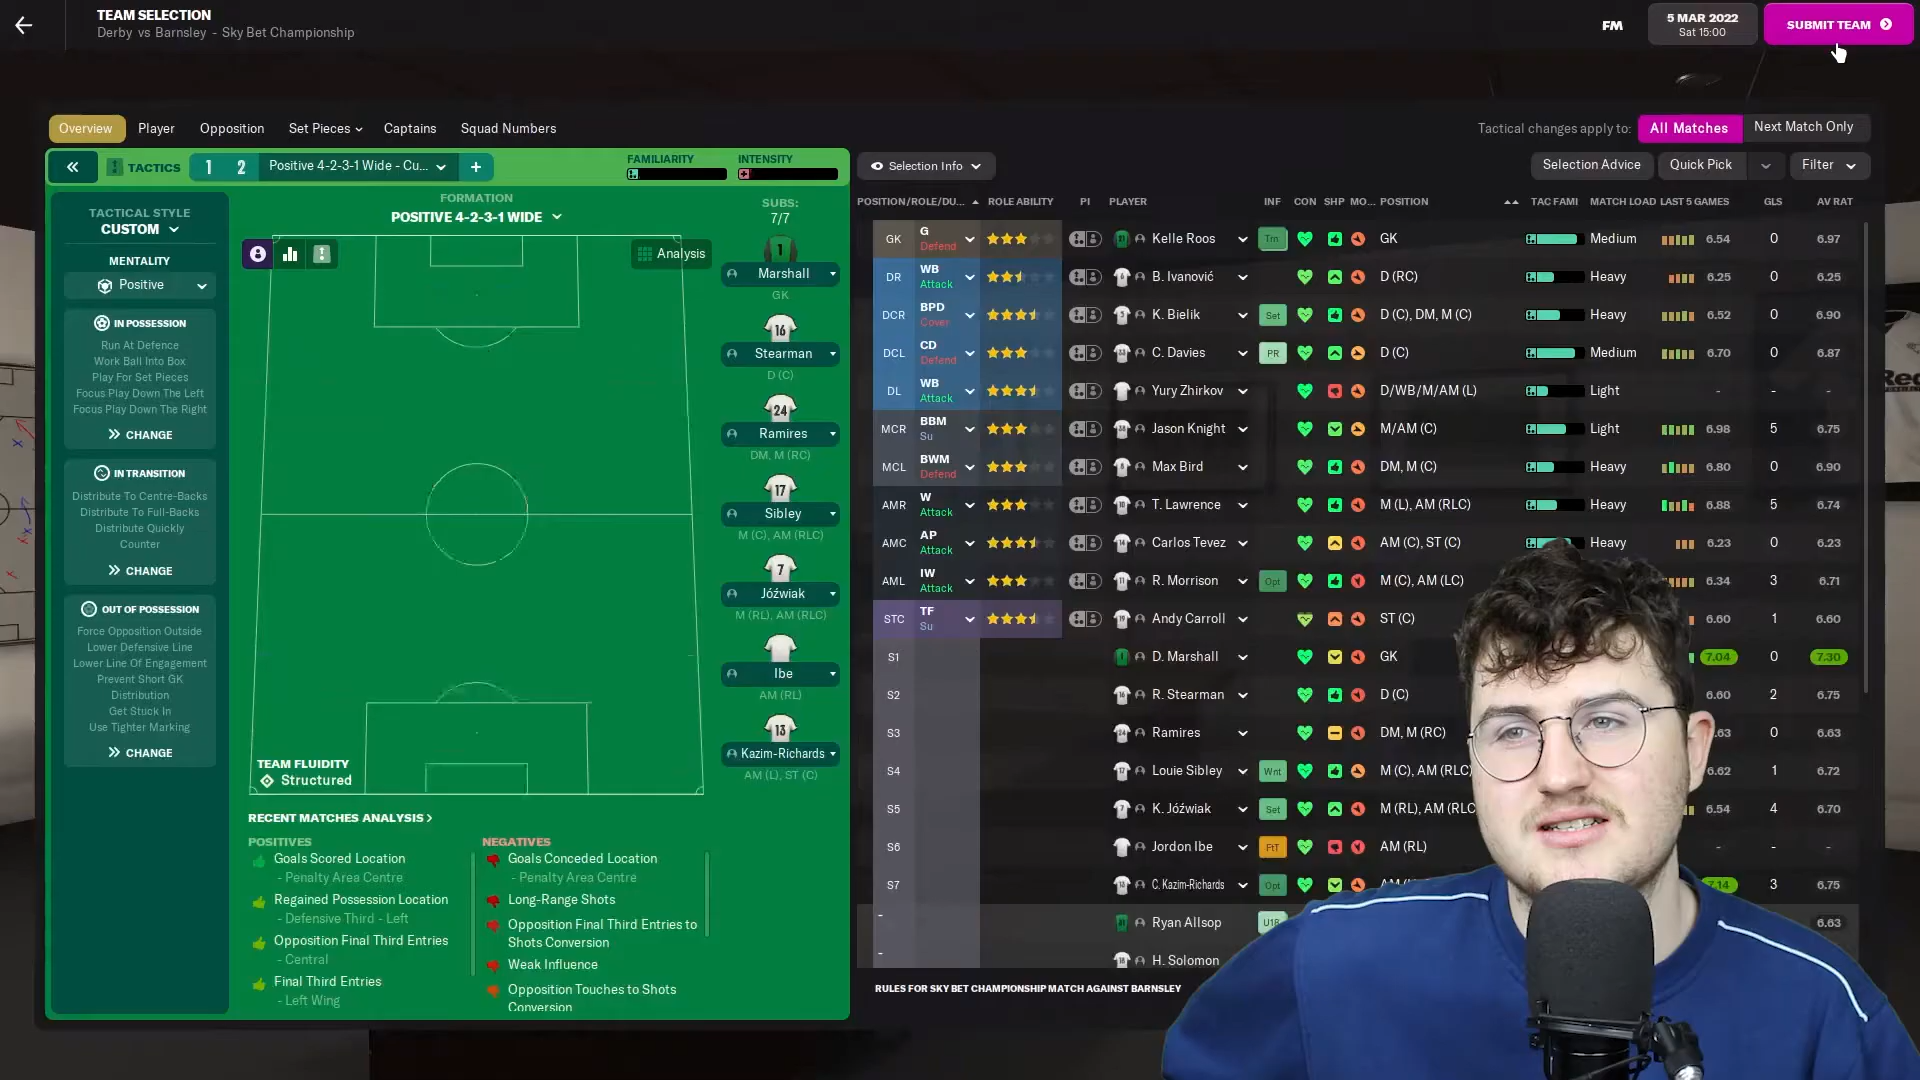 TEAM SELECTION
Derby vs Barnsley - Sky Bet Championship
FM
5 MAR 2022
Sat 15:00
SUBMIT TEAM
Overview
Player
Opposition
Set Pieces
Captains
Squad Numbers
Tactical changes apply to:
All Matches
Next Match Only
TACTICS
1
2
Positive 4-2-3-1 Wide - Cu...
+
FAMILIARITY
INTENSITY
Selection Info
Selection Advice
Quick Pick
Filter
TACTICAL STYLE
CUSTOM
MENTALITY
Positive
IN POSSESSION
Run At Defence
Work Ball Into Box
Play For Set Pieces
Focus Play Down The Left
Focus Play Down The Right
CHANGE
IN TRANSITION
Distribute To Centre-Backs
Distribute To Full-Backs
Distribute Quickly
Counter
CHANGE
OUT OF POSSESSION
Force Opposition Outside
Lower Defensive Line
Lower Line Of Engagement
Prevent Short GK
Distribution
Get Stuck In
Use Tighter Marking
CHANGE
FORMATION
POSITIVE 4-2-3-1 WIDE
Analysis
SUBS:
7/7
1
Marshall
GK
16
Stearman
D (C)
24
Ramires
DM, M (RC)
17
Sibley
M (C), AM (RLC)
7
Jóźwiak
M (RL), AM (RLC)
Ibe
AM (RL)
13
Kazim-Richards
AM (L), ST (C)
TEAM FLUIDITY
Structured
RECENT MATCHES ANALYSIS >
POSITIVES
Goals Scored Location
- Penalty Area Centre
Regained Possession Location
- Defensive Third - Left
Opposition Final Third Entries
- Central
Final Third Entries
- Left Wing
NEGATIVES
Goals Conceded Location
- Penalty Area Centre
Long-Range Shots
Opposition Final Third Entries to
Shots Conversion
Weak Influence
Opposition Touches to Shots
Conversion
POSITION/ROLE/DU... ROLE ABILITY PI PLAYER INF CON SHP MO... POSITION TAC FAMI MATCH LOAD LAST 5 GAMES GLS AV RAT
GK G Defend Kelle Roos Trn GK Medium 6.54 0 6.97
DR WB Attack B. Ivanović D (RC) Heavy 6.25 0 6.25
DCR BPD Cover K. Bielik Set D (C), DM, M (C) Heavy 6.52 0 6.90
DCL CD Defend C. Davies PR D (C) Medium 6.70 0 6.87
DL WB Attack Yury Zhirkov D/WB/M/AM (L) Light - - -
MCR BBM Su Jason Knight M/AM (C) Light 6.98 5 6.75
MCL BWM Defend Max Bird DM, M (C) Heavy 6.80 0 6.90
AMR W Attack T. Lawrence M (L), AM (RLC) Heavy 6.88 5 6.74
AMC AP Attack Carlos Tevez AM (C), ST (C) Heavy 6.23 0 6.23
AML IW Attack R. Morrison Opt M (C), AM (LC) 6.34 3 6.71
STC TF Su Andy Carroll ST (C) 6.60 1 6.60
S1 D. Marshall GK 7.04 0 7.30
S2 R. Stearman D (C) 6.60 2 6.75
S3 Ramires DM, M (RC) .63 0 6.63
S4 Louie Sibley Wnt M (C), AM (RLC) 6.62 1 6.72
S5 K. Jóźwiak Set M (RL), AM (RLC 6.54 4 6.70
S6 Jordon Ibe FtT AM (RL) - - -
S7 C. Kazim-Richards Opt 7.14 3 6.75
- Ryan Allsop U18 6.63
- H. Solomon
RULES FOR SKY BET CHAMPIONSHIP MATCH AGAINST BARNSLEY